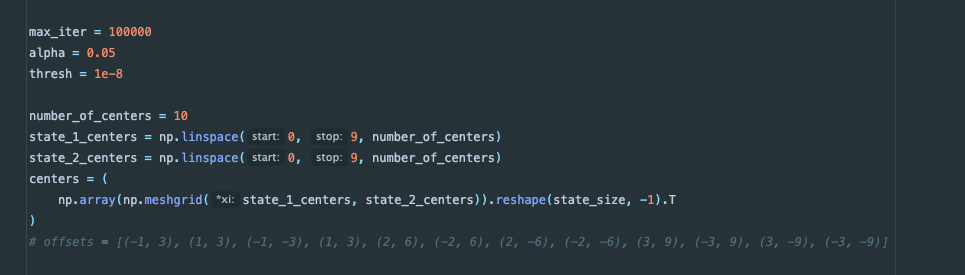 max_iter = 100000
alpha = 0.05
thresh = 1e-8
number_of_centers = 10
state_1_centers = np.linspace( start: 0, stop: 9, number_of_centers)
state_2_centers = np.linspace( start: 0, stop: 9, number_of_centers)
centers = (
np.array(np.meshgrid( *xi: state_1_centers, state_2_centers)).reshape(state_size, -1).T
)
# offsets = [(-1, 3), (1, 3), (-1, -3), (1, 3), (2, 6), (-2, 6), (2, -6), (-2, -6), (3, 9), (-3, 9), (3, -9), (-3, -9)]